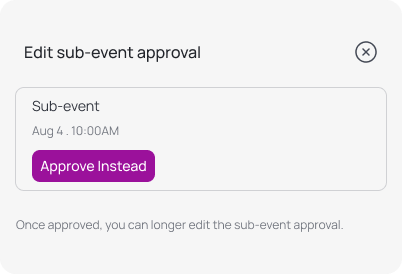 Edit sub-event approval
Sub-event
Aug 4 . 10:00AM
Approve Instead
Once approved, you can longer edit the sub-event approval.